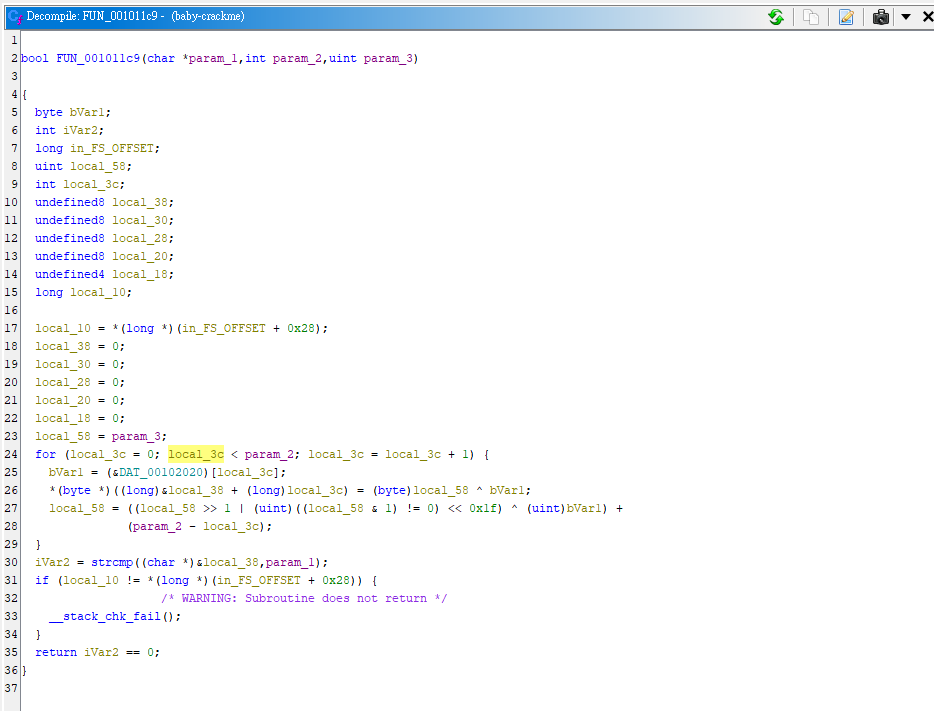 Decompile: FUN_001011c9 - (baby-crackme)
1
2 bool FUN_001011c9(char *param_1,int param_2,uint param_3)
3
4 {
5   byte bVar1;
6   int iVar2;
7   long in_FS_OFFSET;
8   uint local_58;
9   int local_3c;
10   undefined8 local_38;
11   undefined8 local_30;
12   undefined8 local_28;
13   undefined8 local_20;
14   undefined4 local_18;
15   long local_10;
16
17   local_10 = *(long *)(in_FS_OFFSET + 0x28);
18   local_38 = 0;
19   local_30 = 0;
20   local_28 = 0;
21   local_20 = 0;
22   local_18 = 0;
23   local_58 = param_3;
24   for (local_3c = 0; local_3c < param_2; local_3c = local_3c + 1) {
25     bVar1 = (&DAT_00102020)[local_3c];
26     *(byte *)((long)&local_38 + (long)local_3c) = (byte)local_58 ^ bVar1;
27     local_58 = ((local_58 >> 1 | (uint)((local_58 & 1) != 0) << 0x1f) ^ (uint)bVar1) +
28                (param_2 - local_3c);
29   }
30   iVar2 = strcmp((char *)&local_38,param_1);
31   if (local_10 != *(long *)(in_FS_OFFSET + 0x28)) {
32                     /* WARNING: Subroutine does not return */
33     __stack_chk_fail();
34   }
35   return iVar2 == 0;
36 }
37